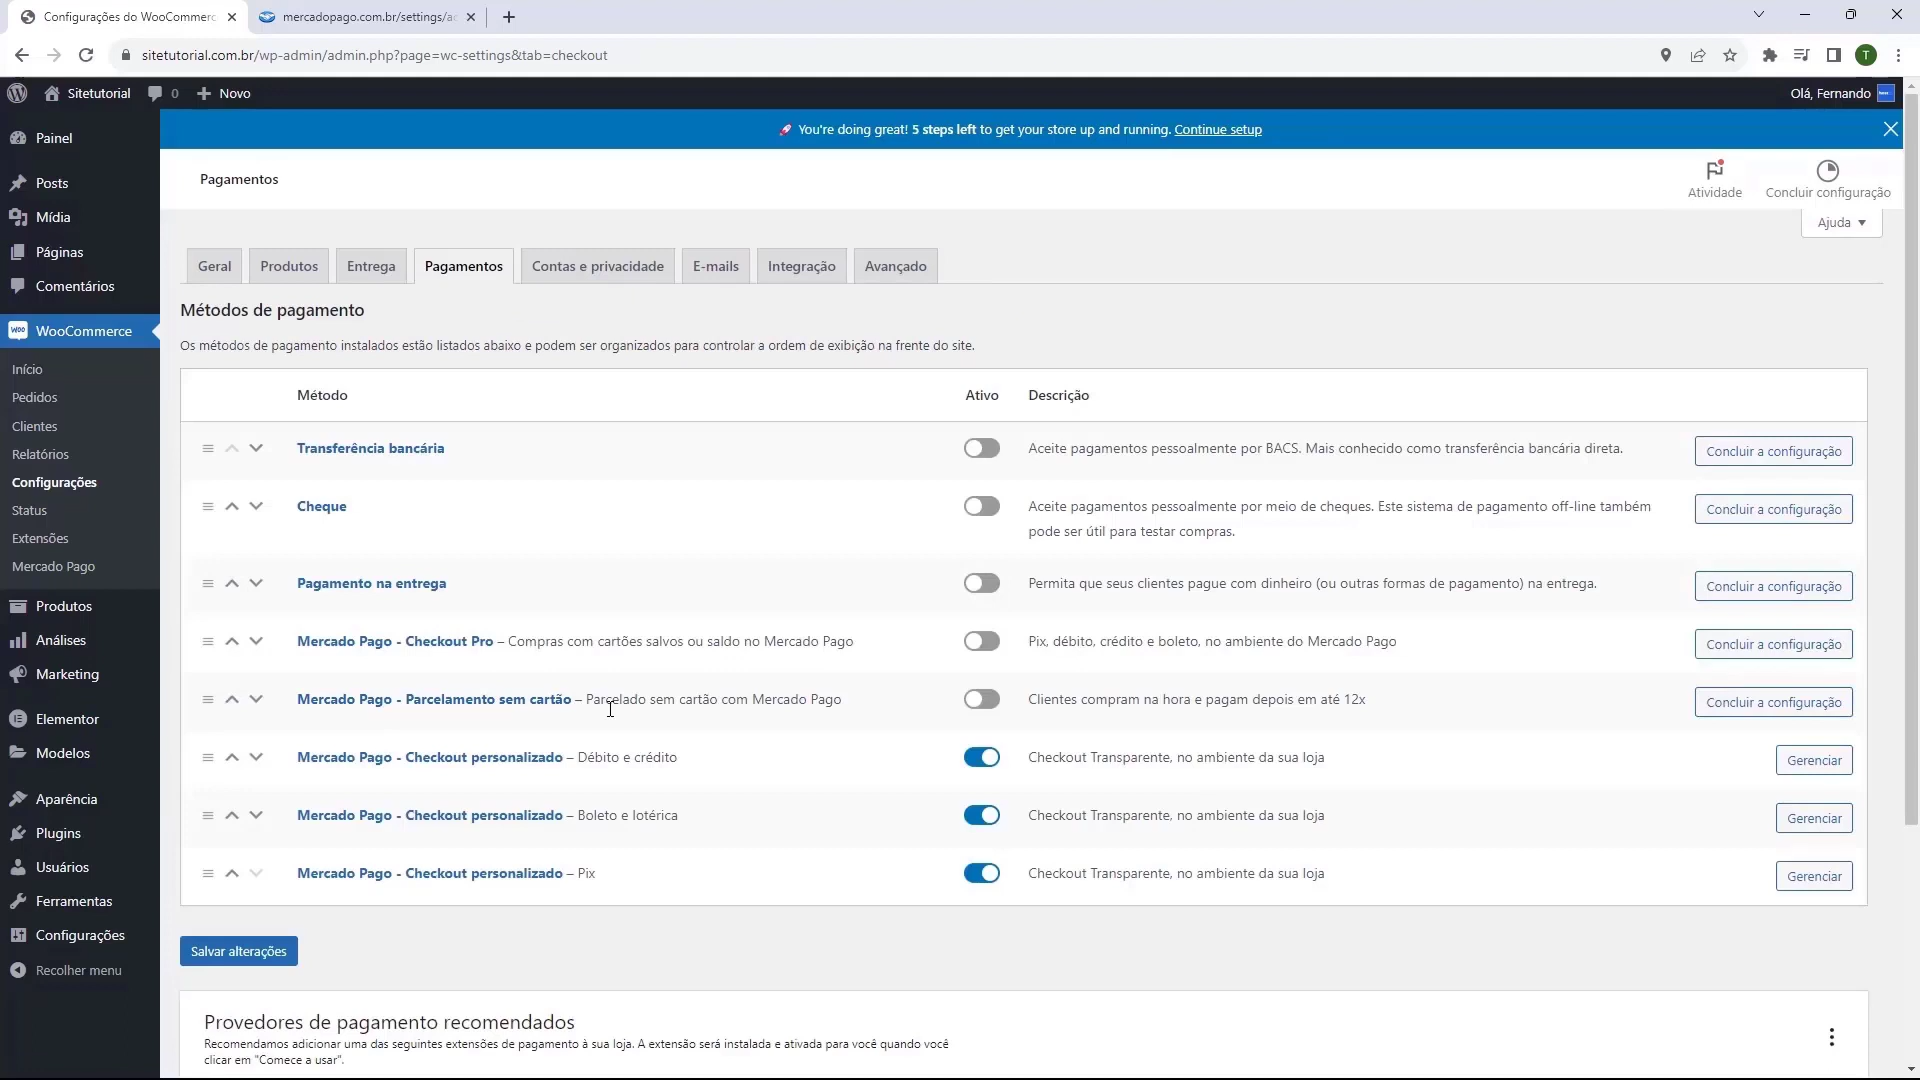 Configurações do WooCommerc
mercadopago.com.br/settings/ac
sitetutorial.com.br/wp-admin/admin.php?page=wc-settings&tab=checkout
T
Sitetutorial
0
Novo
Olá, Fernando
You're doing great! 5 steps left to get your store up and running. Continue setup
Painel
Posts
Mídia
Páginas
Comentários
WooCommerce
Início
Pedidos
Clientes
Relatórios
Configurações
Status
Extensões
Mercado Pago
Produtos
Análises
Marketing
Elementor
Modelos
Aparência
Plugins
Usuários
Ferramentas
Configurações
Recolher menu
Pagamentos
Atividade
Concluir configuração
Ajuda
Geral
Produtos
Entrega
Pagamentos
Contas e privacidade
E-mails
Integração
Avançado
Métodos de pagamento
Os métodos de pagamento instalados estão listados abaixo e podem ser organizados para controlar a ordem de exibição na frente do site.
Método Ativo Descrição
Transferência bancária
Aceite pagamentos pessoalmente por BACS. Mais conhecido como transferência bancária direta.
Concluir a configuração
Cheque
Aceite pagamentos pessoalmente por meio de cheques. Este sistema de pagamento off-line também
pode ser útil para testar compras.
Concluir a configuração
Pagamento na entrega
Permita que seus clientes pague com dinheiro (ou outras formas de pagamento) na entrega.
Concluir a configuração
Mercado Pago - Checkout Pro – Compras com cartões salvos ou saldo no Mercado Pago
Pix, débito, crédito e boleto, no ambiente do Mercado Pago
Concluir a configuração
Mercado Pago - Parcelamento sem cartão – Parcelado sem cartão com Mercado Pago
Clientes compram na hora e pagam depois em até 12x
Concluir a configuração
Mercado Pago - Checkout personalizado – Débito e crédito
Checkout Transparente, no ambiente da sua loja
Gerenciar
Mercado Pago - Checkout personalizado – Boleto e lotérica
Checkout Transparente, no ambiente da sua loja
Gerenciar
Mercado Pago - Checkout personalizado – Pix
Checkout Transparente, no ambiente da sua loja
Gerenciar
Salvar alterações
Provedores de pagamento recomendados
Recomendamos adicionar uma das seguintes extensões de pagamento à sua loja. A extensão será instalada e ativada para você quando você
clicar em "Comece a usar".